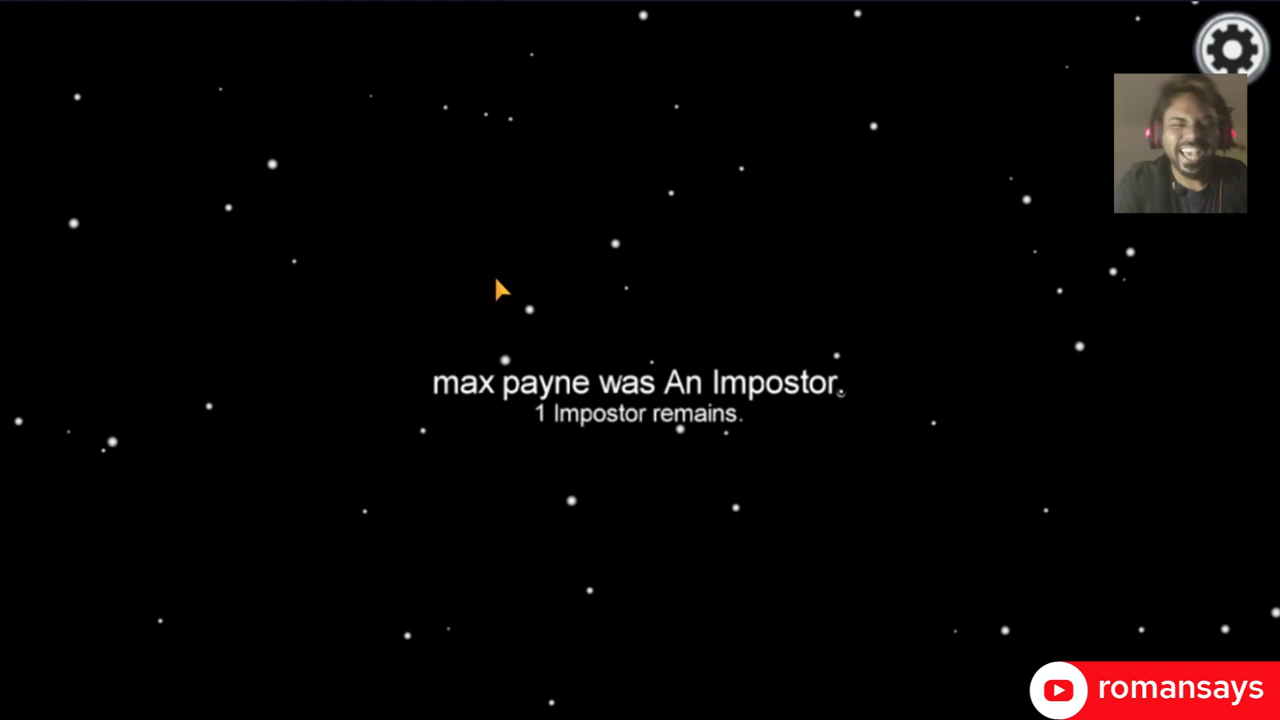 max payne was An Impostor.
1 Impostor remains.
romansays